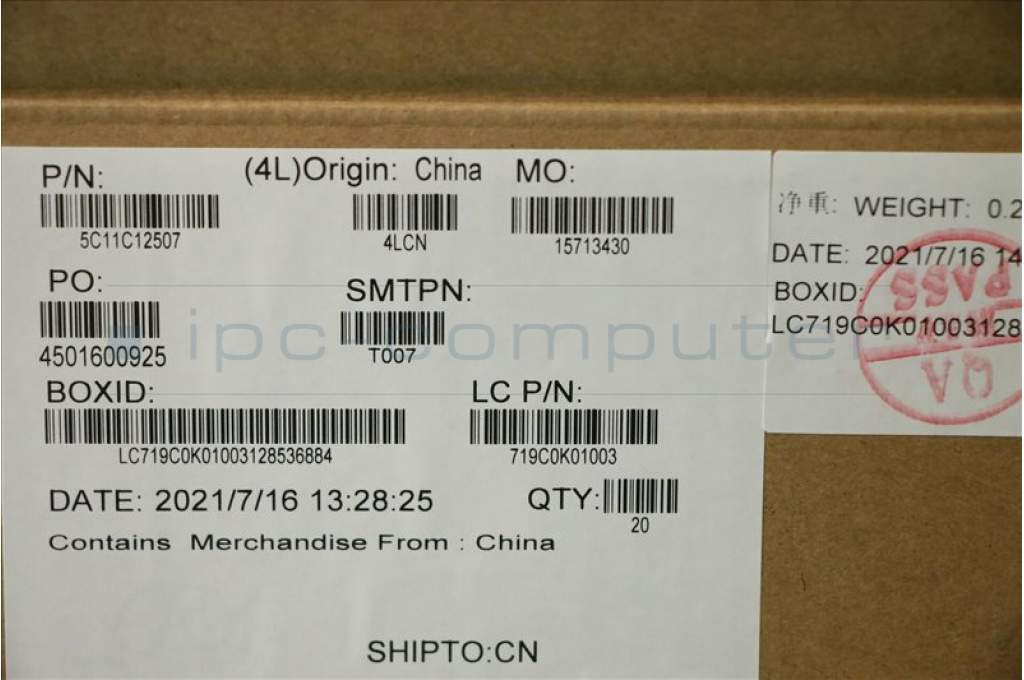 P/N: (4L)Origin: China MO:
5C11C12507 4LCN 15713430
PO: SMTPN:
4501600925 T007
BOXID: LC P/N:
LC719C0K01003128536884 719C0K01003
DATE: 2021/7/16 13:28:25 QTY:
20
Contains Merchandise From : China
SHIPTO:CN
净重: WEIGHT: 0.2
DATE: 2021/7/16 14
BOXID:
LC719C0K01003128
PASS
QA
ipc computer